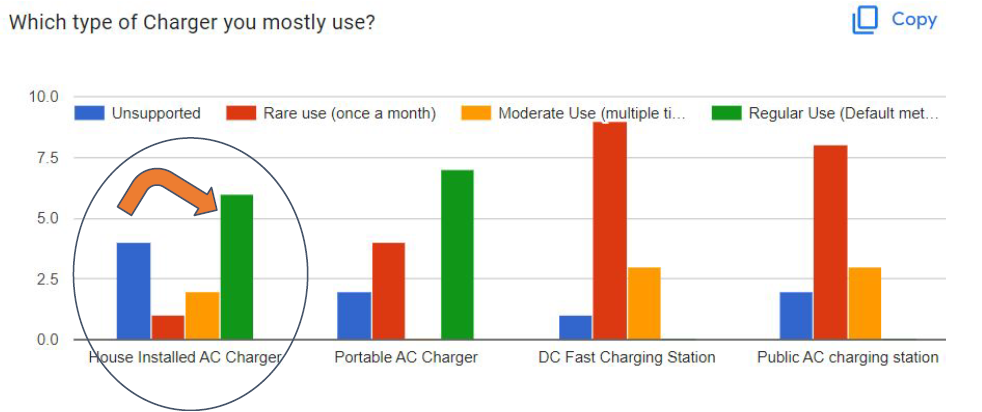 Which type of Charger you mostly use?
Copy
10.0
Unsupported
Rare use (once a month)
Moderate Use (multiple ti...
Regular Use (Default met...
7.5
5.0
2.5
0.0
House Installed AC Charger
Portable AC Charger
DC Fast Charging Station
Public AC charging station